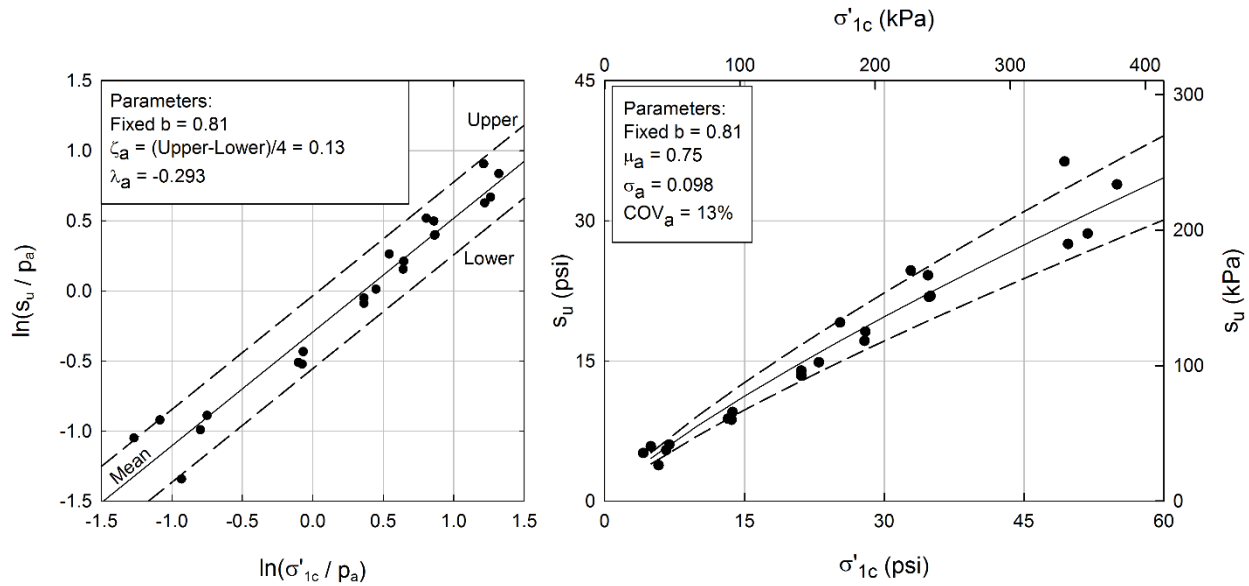 Parameters:
Fixed b = 0.81
ζa = (Upper-Lower)/4 = 0.13
λa = -0.293
Upper
Lower
Mean
1.5
1.0
0.5
0.0
-0.5
-1.0
-1.5
-1.5 -1.0 -0.5 0.0 0.5 1.0 1.5
ln(su / pa)
ln(σ'1c / pa)
σ'1c (kPa)
0 100 200 300 400
Parameters:
Fixed b = 0.81
μa = 0.75
σa = 0.098
COVa = 13%
45
30
15
0
su (psi)
300
200
100
0
su (kPa)
0 15 30 45 60
σ'1c (psi)